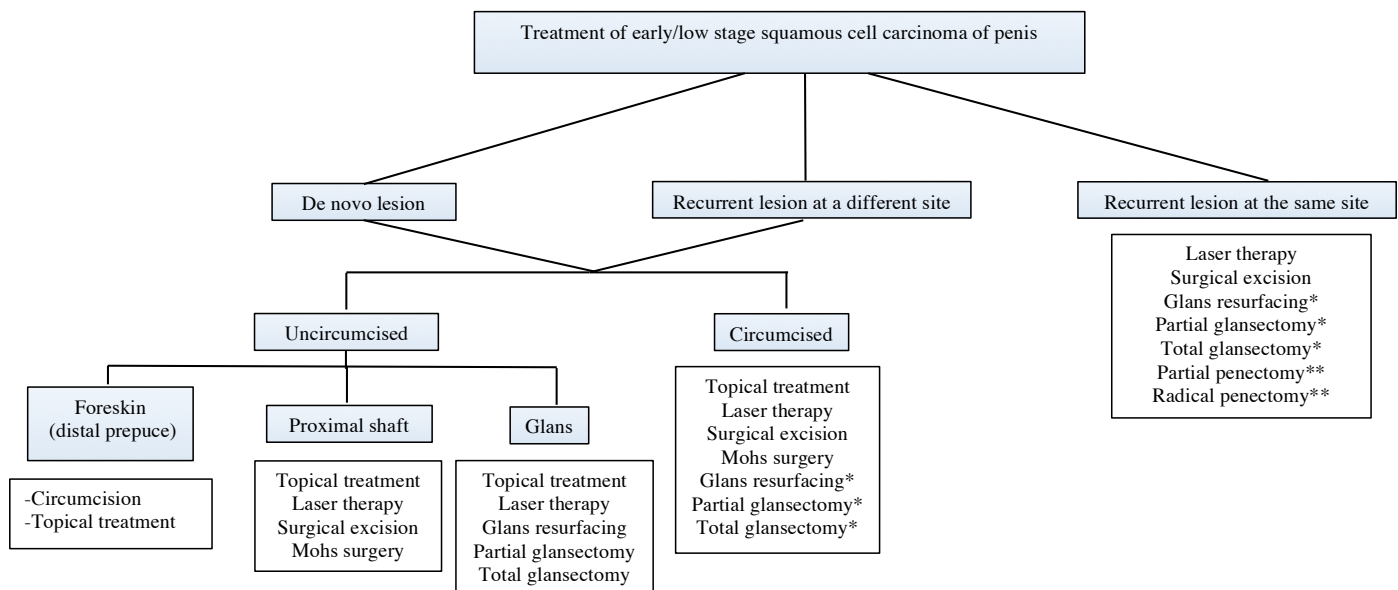 Treatment of early/low stage squamous cell carcinoma of penis
De novo lesion
Recurrent lesion at a different site
Recurrent lesion at the same site
Laser therapy
Surgical excision
Glans resurfacing*
Partial glansectomy*
Total glansectomy*
Partial penectomy**
Radical penectomy**
Uncircumcised
Circumcised
Foreskin
(distal prepuce)
-Circumcision
-Topical treatment
Proximal shaft
Topical treatment
Laser therapy
Surgical excision
Mohs surgery
Glans
Topical treatment
Laser therapy
Glans resurfacing
Partial glansectomy
Total glansectomy
Topical treatment
Laser therapy
Surgical excision
Mohs surgery
Glans resurfacing*
Partial glansectomy*
Total glansectomy*